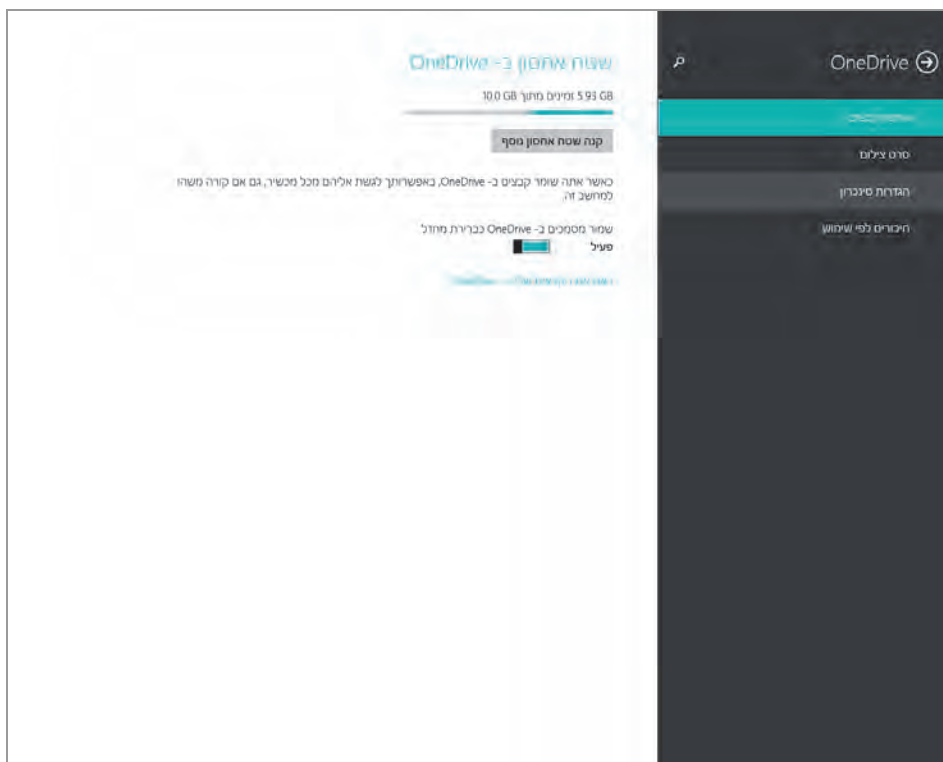 OneDrive
סרט צילום
הגדרות סינכרון
חיבורים לפי שימוש
שטח אחסון ב- OneDrive
5.93 GB זמינים מתוך 10.0 GB
קנה שטח אחסון נוסף
כאשר אתה שומר קבצים ב- OneDrive, באפשרותך לגשת אליהם מכל מכשיר, גם אם קורה משהו
למחשב זה.
שמור מסמכים ב- OneDrive כברירת מחדל
פעיל